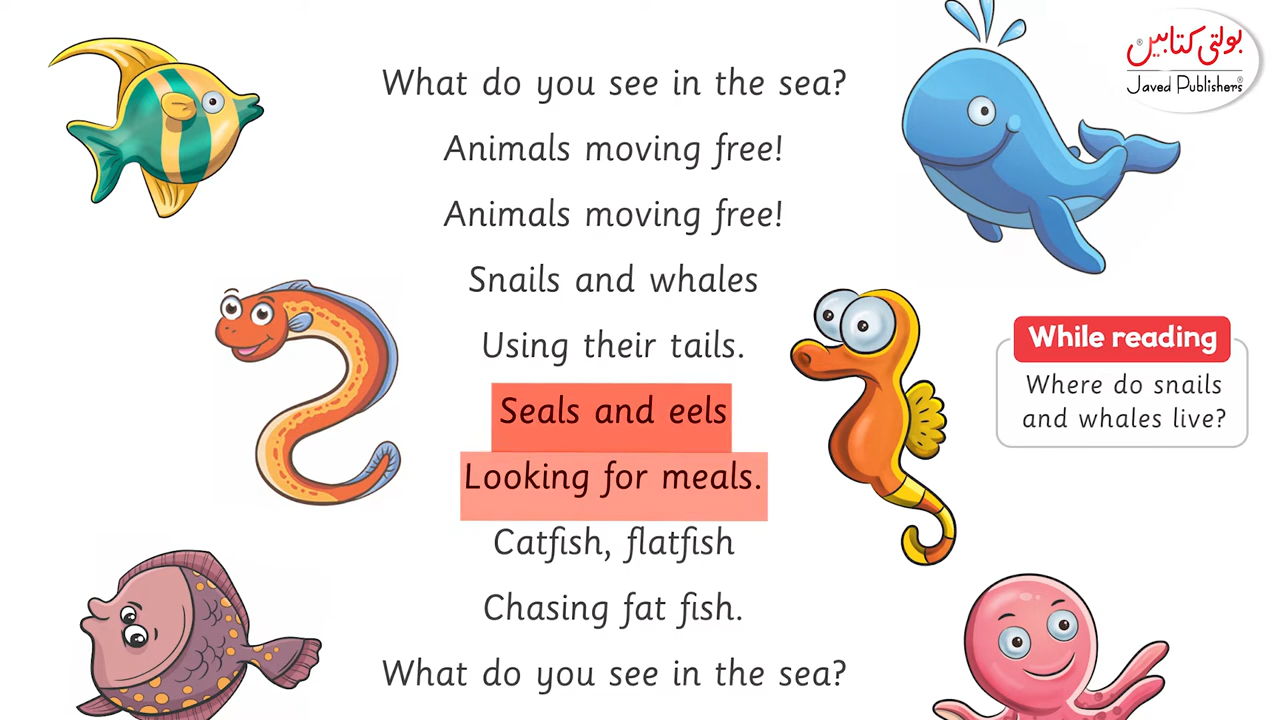 What do you see in the sea?
Animals moving free!
Animals moving free!
Snails and whales
Using their tails.
Seals and eels
Looking for meals.
Catfish, flatfish
Chasing fat fish.
What do you see in the sea?
بولتی کتابیں
Javed Publishers
While reading
Where do snails
and whales live?